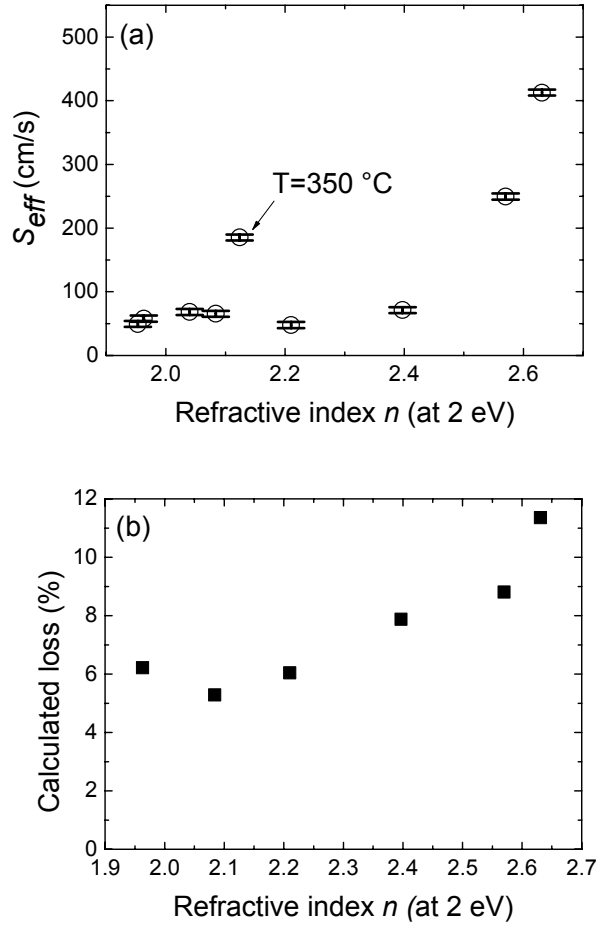 (a)
500
400
300
200
100
0
S_eff (cm/s)
T=350 °C
2.0 2.2 2.4 2.6
Refractive index n (at 2 eV)
(b)
12
10
8
6
4
2
0
Calculated loss (%)
1.9 2.0 2.1 2.2 2.3 2.4 2.5 2.6 2.7
Refractive index n (at 2 eV)